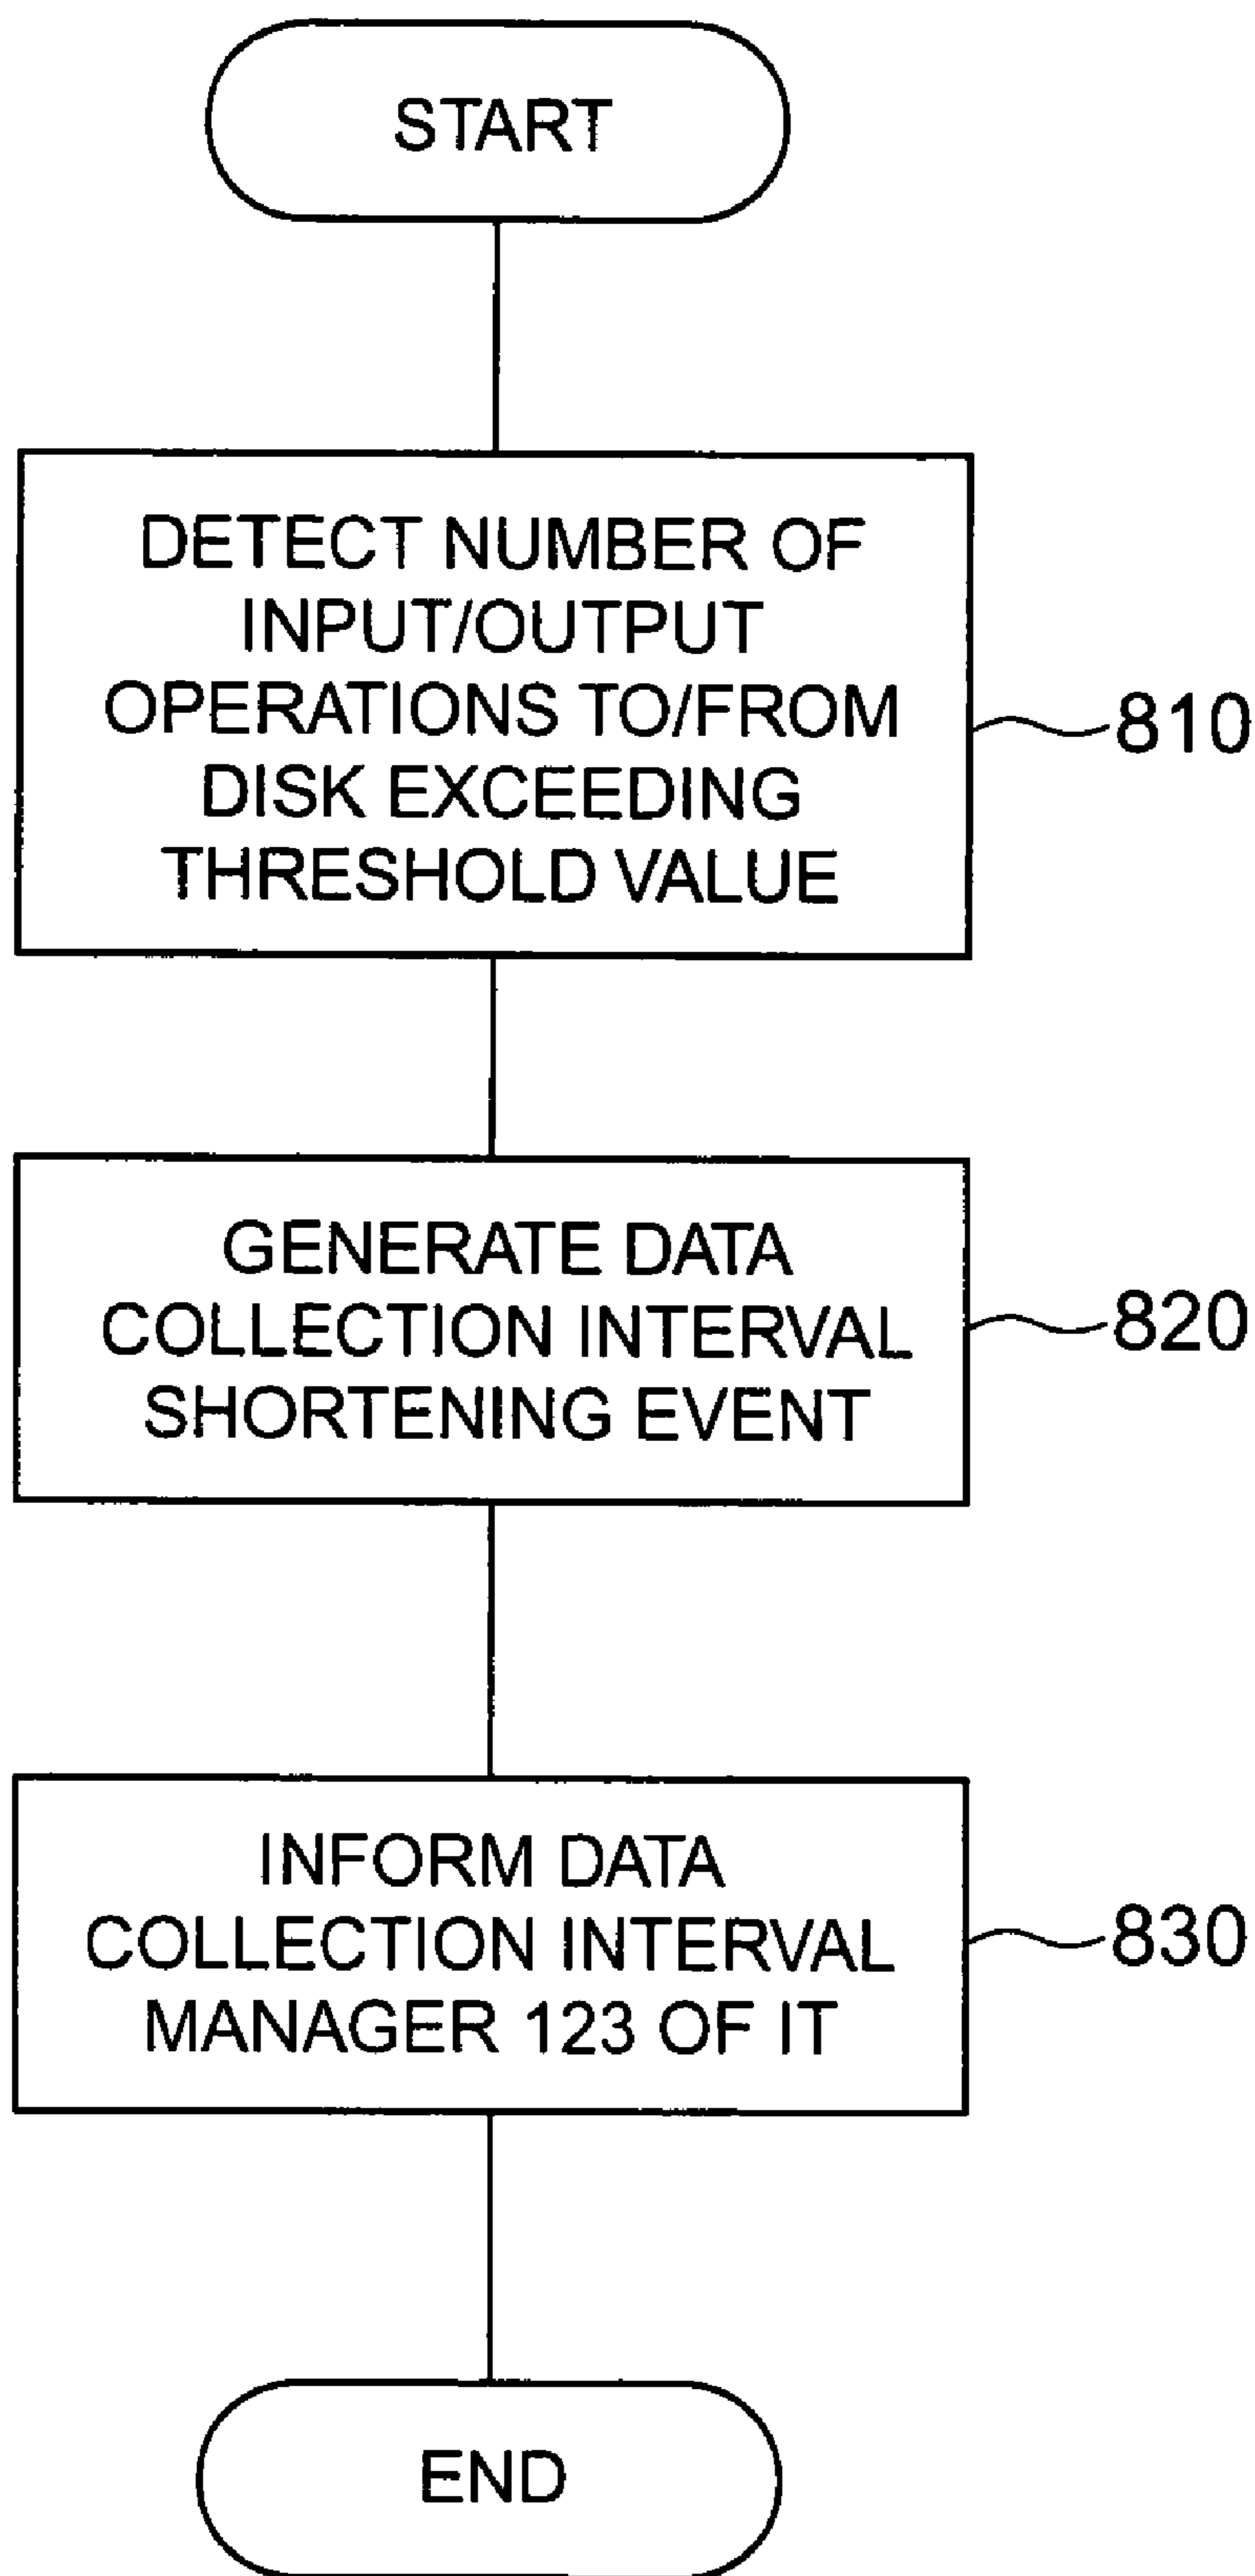 START
DETECT NUMBER OF
INPUT/OUTPUT
OPERATIONS TO/FROM
DISK EXCEEDING
THRESHOLD VALUE
810
GENERATE DATA
COLLECTION INTERVAL
SHORTENING EVENT
820
INFORM DATA
COLLECTION INTERVAL
MANAGER 123 OF IT
830
END